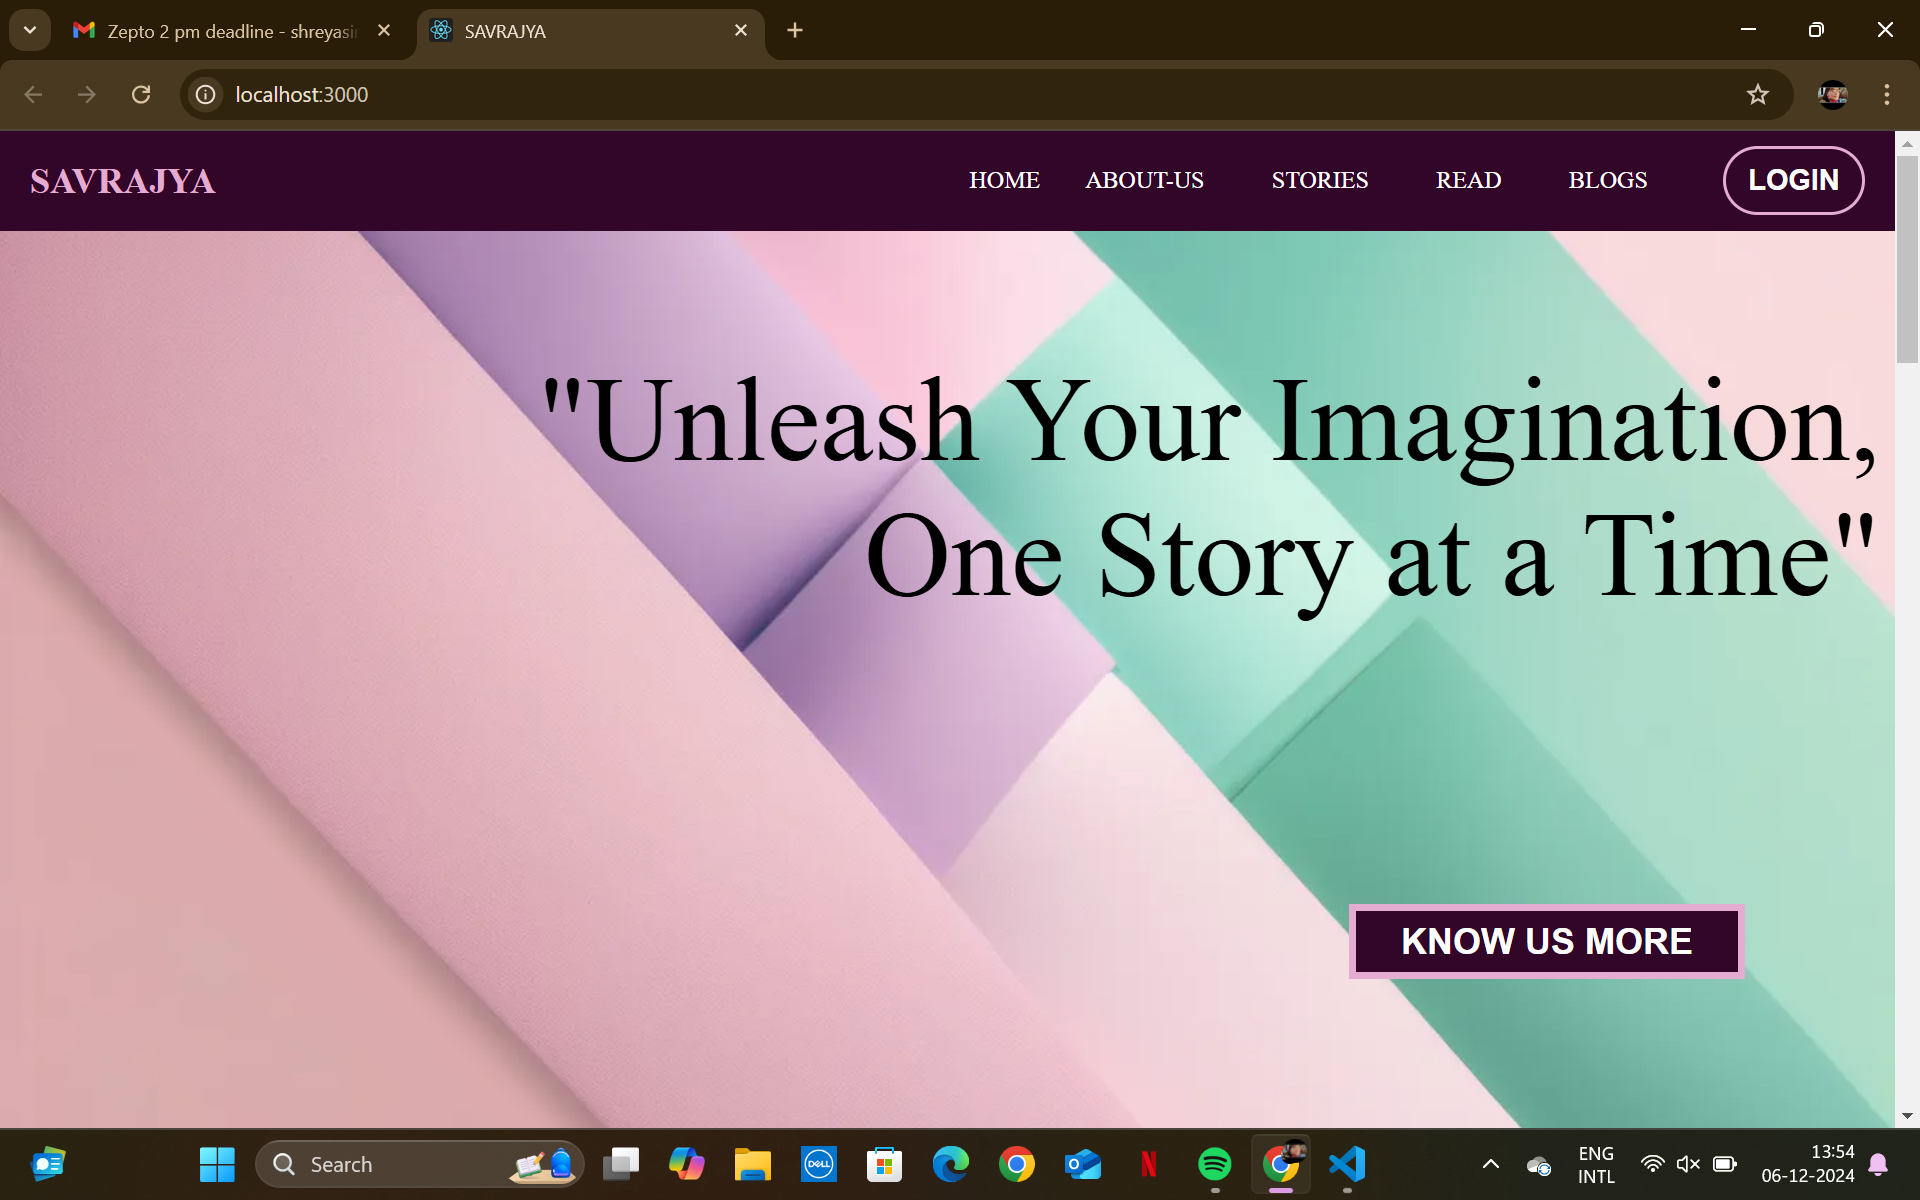 Zepto 2 pm deadline - shreyasi
SAVRAJYA
localhost:3000
SAVRAJYA
HOME ABOUT-US STORIES READ BLOGS LOGIN
"Unleash Your Imagination,
One Story at a Time"
KNOW US MORE
Search
DELL
N
ENG
INTL
13:54
06-12-2024